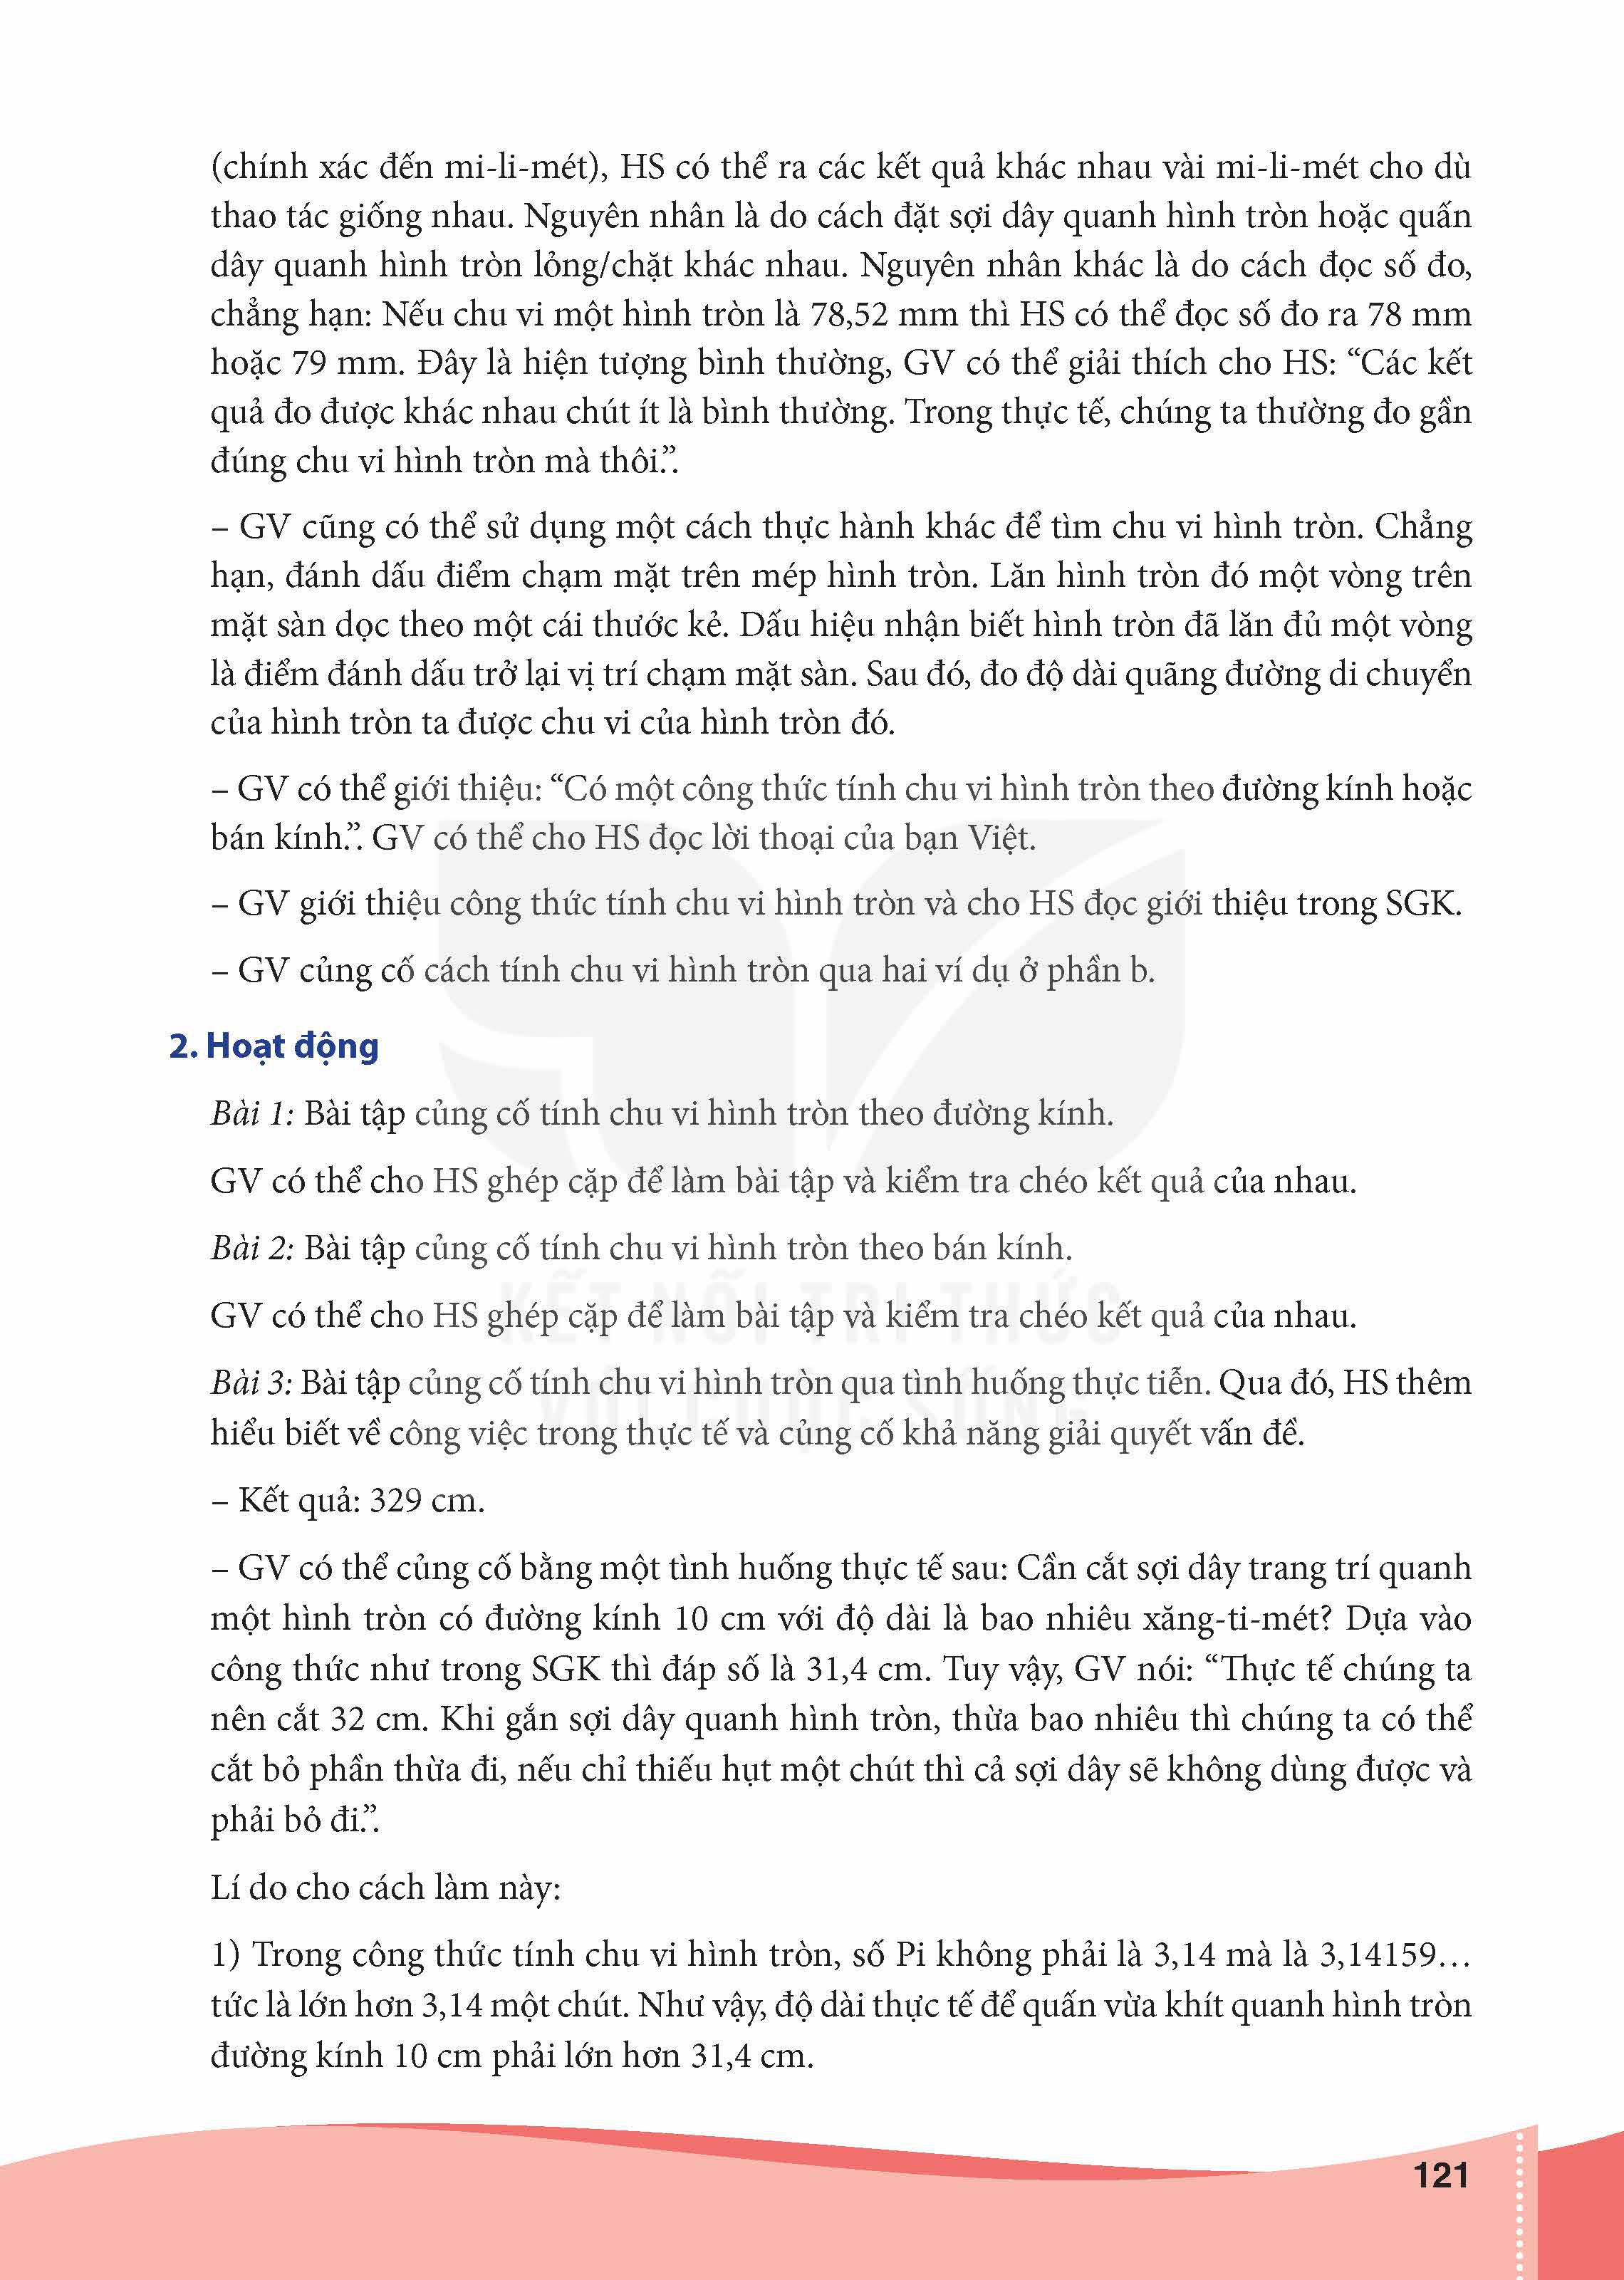 (chính xác đến mi-li-mét), HS có thể ra các kết quả khác nhau vài mi-li-mét cho dù
thao tác giống nhau. Nguyên nhân là do cách đặt sợi dây quanh hình tròn hoặc quấn
dây quanh hình tròn lỏng/chặt khác nhau. Nguyên nhân khác là do cách đọc số đo,
chẳng hạn: Nếu chu vi một hình tròn là 78,52 mm thì HS có thể đọc số đo ra 78 mm
hoặc 79 mm. Đây là hiện tượng bình thường, GV có thể giải thích cho HS: “Các kết
quả đo được khác nhau chút ít là bình thường. Trong thực tế, chúng ta thường đo gần
đúng chu vi hình tròn mà thôi.”.
– GV cũng có thể sử dụng một cách thực hành khác để tìm chu vi hình tròn. Chẳng
hạn, đánh dấu điểm chạm mặt trên mép hình tròn. Lăn hình tròn đó một vòng trên
mặt sàn dọc theo một cái thước kẻ. Dấu hiệu nhận biết hình tròn đã lăn đủ một vòng
là điểm đánh dấu trở lại vị trí chạm mặt sàn. Sau đó, đo độ dài quãng đường di chuyển
của hình tròn ta được chu vi của hình tròn đó.
– GV có thể giới thiệu: “Có một công thức tính chu vi hình tròn theo đường kính hoặc
bán kính.”. GV có thể cho HS đọc lời thoại của bạn Việt.
– GV giới thiệu công thức tính chu vi hình tròn và cho HS đọc giới thiệu trong SGK.
– GV củng cố cách tính chu vi hình tròn qua hai ví dụ ở phần b.
2. Hoạt động
Bài 1: Bài tập củng cố tính chu vi hình tròn theo đường kính.
GV có thể cho HS ghép cặp để làm bài tập và kiểm tra chéo kết quả của nhau.
Bài 2: Bài tập củng cố tính chu vi hình tròn theo bán kính.
KẾT NỐI TRI THỨC
GV có thể cho HS ghép cặp để làm bài tập và kiểm tra chéo kết quả của nhau.
Bài 3: Bài tập củng cố tính chu vi hình tròn qua tình huống thực tiễn. Qua đó, HS thêm
VỚI CUỘC SỐNG
hiểu biết về công việc trong thực tế và củng cố khả năng giải quyết vấn đề.
– Kết quả: 329 cm.
– GV có thể củng cố bằng một tình huống thực tế sau: Cần cắt sợi dây trang trí quanh
một hình tròn có đường kính 10 cm với độ dài là bao nhiêu xăng-ti-mét? Dựa vào
công thức như trong SGK thì đáp số là 31,4 cm. Tuy vậy, GV nói: “Thực tế chúng ta
nên cắt 32 cm. Khi gắn sợi dây quanh hình tròn, thừa bao nhiêu thì chúng ta có thể
cắt bỏ phần thừa đi, nếu chỉ thiếu hụt một chút thì cả sợi dây sẽ không dùng được và
phải bỏ đi.”.
Lí do cho cách làm này:
1) Trong công thức tính chu vi hình tròn, số Pi không phải là 3,14 mà là 3,14159…
tức là lớn hơn 3,14 một chút. Như vậy, độ dài thực tế để quấn vừa khít quanh hình tròn
đường kính 10 cm phải lớn hơn 31,4 cm.
121